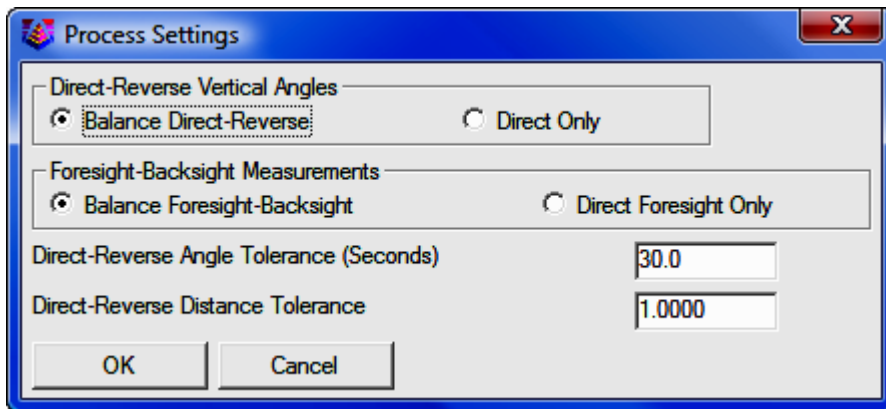 Process Settings
Direct-Reverse Vertical Angles
Balance Direct-Reverse Direct Only
Foresight-Backsight Measurements
Balance Foresight-Backsight Direct Foresight Only
Direct-Reverse Angle Tolerance (Seconds) 30.0
Direct-Reverse Distance Tolerance 1.0000
OK Cancel